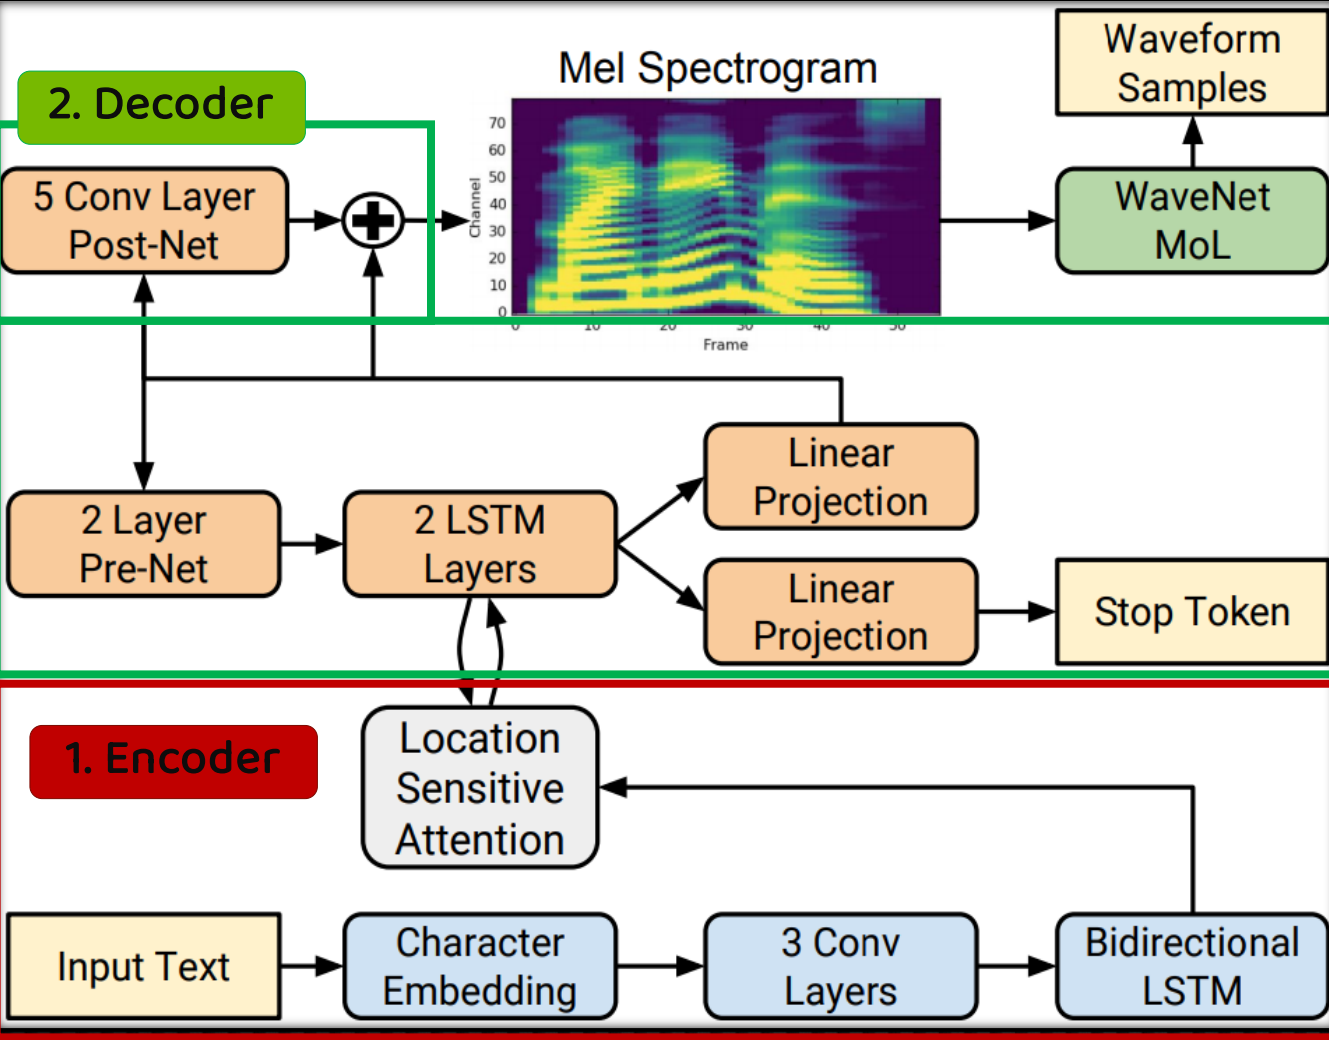 Waveform
Samples
Mel Spectrogram
2. Decoder
70
60
50
40
30
20
10
0
Channel
0 10 20 30 40 50
Frame
5 Conv Layer
Post-Net
WaveNet
MoL
Linear
Projection
2 Layer
Pre-Net
2 LSTM
Layers
Linear
Projection
Stop Token
1. Encoder
Location
Sensitive
Attention
Input Text
Character
Embedding
3 Conv
Layers
Bidirectional
LSTM